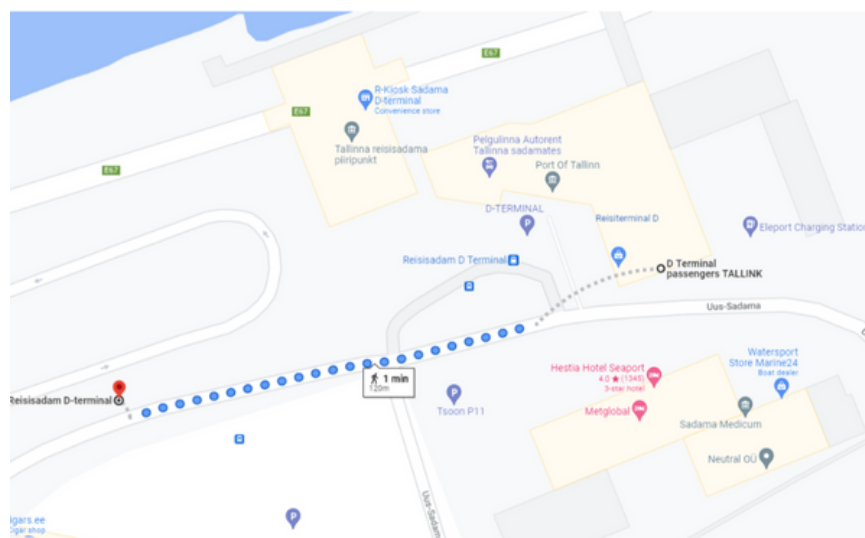 E67
R-Kiosk Sadama
D-terminal
Convenience store
E67
Tallinna reisisadama
piiripunkt
E67
Pelgulinna Autorent
Tallinna sadamates
Port Of Tallinn
D-TERMINAL
Reisiterminal D
Eleport Charging Station
Reisisadam D Terminal
D Terminal
passengers TALLINK
Uus-Sadama
1 min
120m
Hestia Hotel Seaport
4.0 ★ (1345)
3-star hotel
Watersport
Store Marine24
Boat dealer
Reisisadam D-terminal
Tsoon P11
Metglobal
Sadama Medicum
Neutral OÜ
Uus-Sadama
igars.ee
Cigar shop